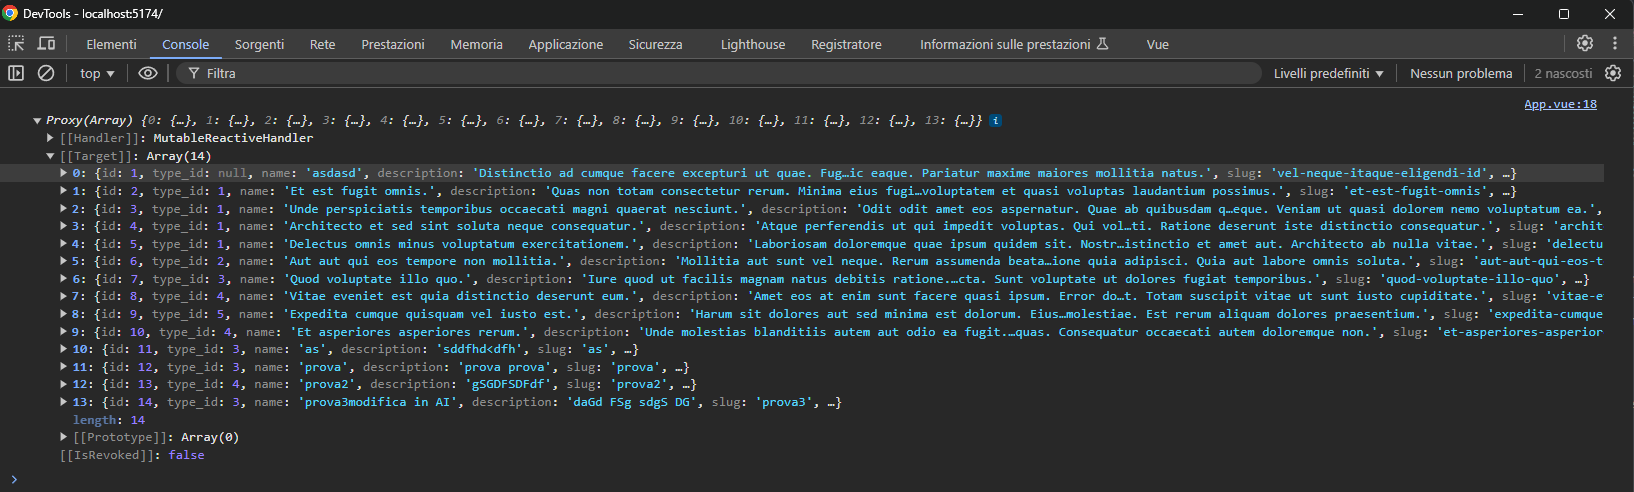 DevTools - localhost:5174/
Elementi Console Sorgenti Rete Prestazioni Memoria Applicazione Sicurezza Lighthouse Registratore Informazioni sulle prestazioni Vue
top Filtra Livelli predefiniti Nessun problema 2 nascosti
App.vue:18
Proxy(Array) {0: {…}, 1: {…}, 2: {…}, 3: {…}, 4: {…}, 5: {…}, 6: {…}, 7: {…}, 8: {…}, 9: {…}, 10: {…}, 11: {…}, 12: {…}, 13: {…}} i
[[Handler]]: MutableReactiveHandler
[[Target]]: Array(14)
0: {id: 1, type_id: null, name: 'asdasd', description: 'Distinctio ad cumque facere excepturi ut quae. Fug…ic eaque. Pariatur maxime maiores mollitia natus.', slug: 'vel-neque-itaque-eligendi-id', …}
1: {id: 2, type_id: 1, name: 'Et est fugit omnis.', description: 'Quas non totam consectetur rerum. Minima eius fugi…voluptatem et quasi voluptas laudantium possimus.', slug: 'et-est-fugit-omnis', …}
2: {id: 3, type_id: 1, name: 'Unde perspiciatis temporibus occaecati magni quaerat nesciunt.', description: 'Odit odit amet eos aspernatur. Quae ab quibusdam q…eque. Veniam ut quasi dolorem nemo voluptatum ea.',
3: {id: 4, type_id: 1, name: 'Architecto et sed sint soluta neque consequatur.', description: 'Atque perferendis ut qui impedit voluptas. Qui vol…ti. Ratione deserunt iste distinctio consequatur.', slug: 'archit
4: {id: 5, type_id: 1, name: 'Delectus omnis minus voluptatum exercitationem.', description: 'Laboriosam doloremque quae ipsum quidem sit. Nostr…istinctio et amet aut. Architecto ab nulla vitae.', slug: 'delectu
5: {id: 6, type_id: 2, name: 'Aut aut qui eos tempore non mollitia.', description: 'Mollitia aut sunt vel neque. Rerum assumenda beata…ione quia adipisci. Quia aut labore omnis soluta.', slug: 'aut-aut-qui-eos-t
6: {id: 7, type_id: 3, name: 'Quod voluptate illo quo.', description: 'Iure quod ut facilis magnam natus debitis ratione.…cta. Sunt voluptate ut dolores fugiat temporibus.', slug: 'quod-voluptate-illo-quo', …}
7: {id: 8, type_id: 4, name: 'Vitae eveniet est quia distinctio deserunt eum.', description: 'Amet eos at enim sunt facere quasi ipsum. Error do…t. Totam suscipit vitae ut sunt iusto cupiditate.', slug: 'vitae-e
8: {id: 9, type_id: 5, name: 'Expedita cumque quisquam vel iusto est.', description: 'Harum sit dolores aut sed minima est dolorum. Eius…molestiae. Est rerum aliquam dolores praesentium.', slug: 'expedita-cumque
9: {id: 10, type_id: 4, name: 'Et asperiores asperiores rerum.', description: 'Unde molestias blanditiis autem aut odio ea fugit.…quas. Consequatur occaecati autem doloremque non.', slug: 'et-asperiores-asperior
10: {id: 11, type_id: 3, name: 'as', description: 'sddfhd<dfh', slug: 'as', …}
11: {id: 12, type_id: 3, name: 'prova', description: 'prova prova', slug: 'prova', …}
12: {id: 13, type_id: 4, name: 'prova2', description: 'gSGDFSDFdf', slug: 'prova2', …}
13: {id: 14, type_id: 3, name: 'prova3modifica in AI', description: 'daGd FSg sdgS DG', slug: 'prova3', …}
length: 14
[[Prototype]]: Array(0)
[[IsRevoked]]: false